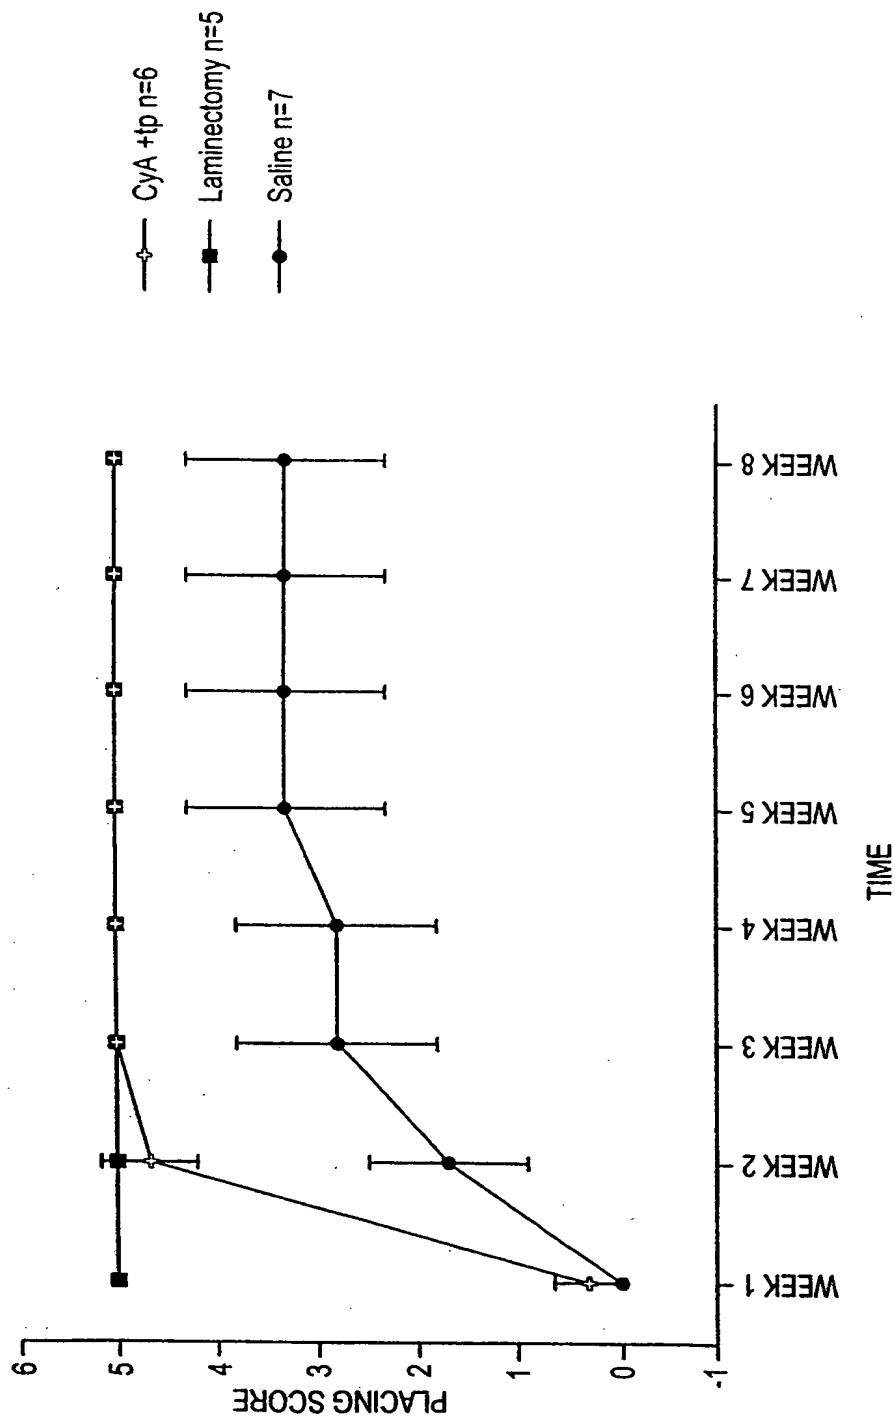 CyA +tp n=6
Laminectomy n=5
Saline n=7
PLACING SCORE
6
5
4
3
2
1
0
-1
WEEK 1
WEEK 2
WEEK 3
WEEK 4
WEEK 5
WEEK 6
WEEK 7
WEEK 8
TIME